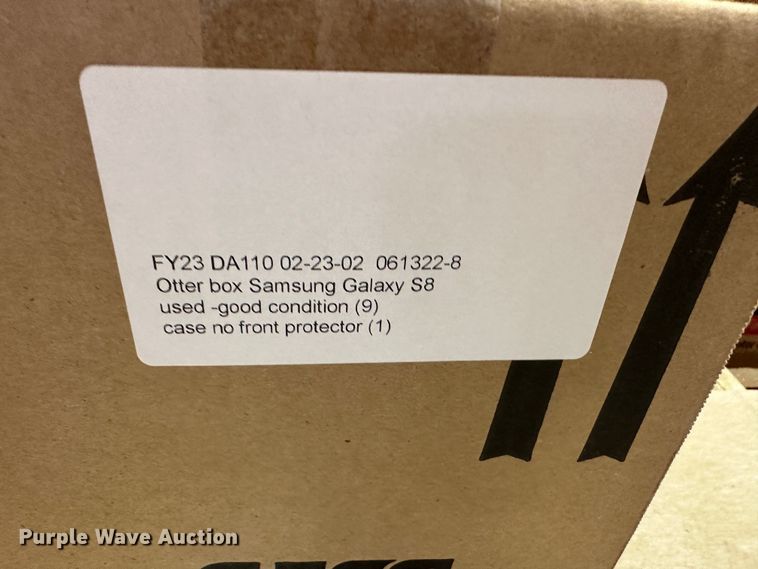 FY23 DA110 02-23-02 061322-8
Otter box Samsung Galaxy S8
used -good condition (9)
case no front protector (1)
Purple Wave Auction